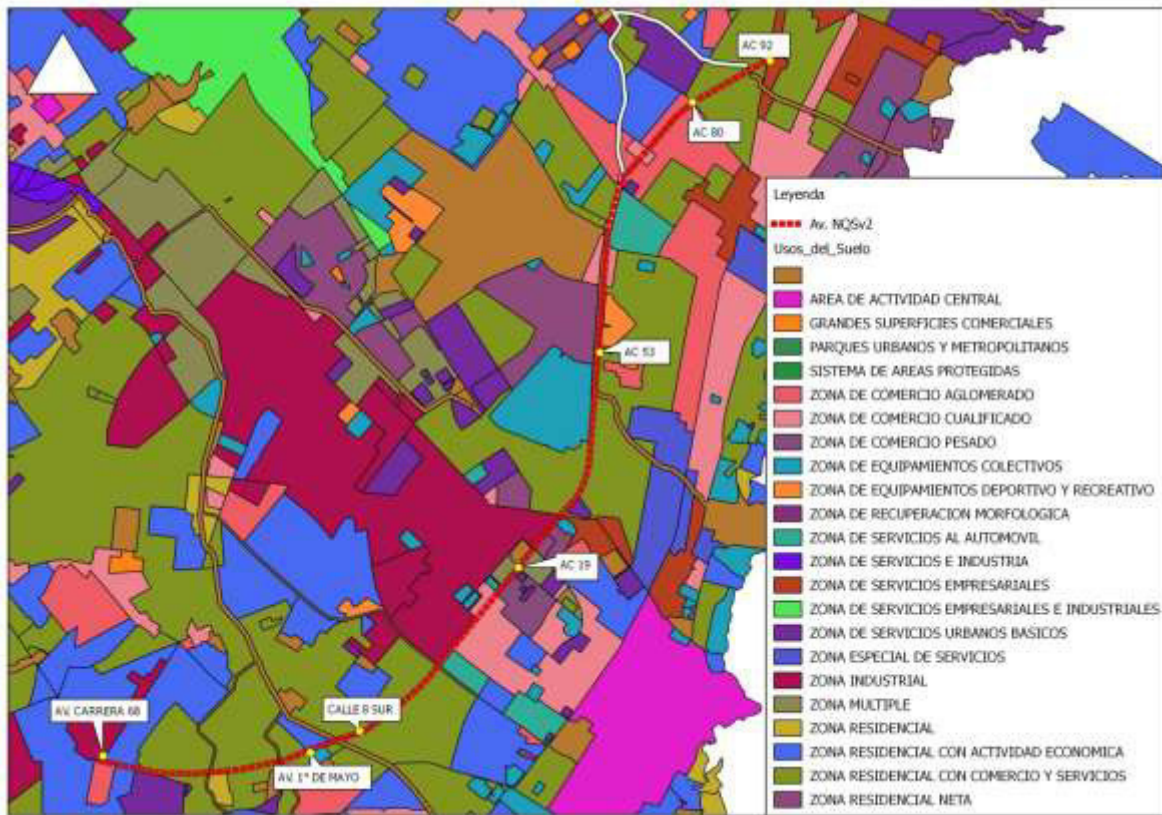 AC 92
AC 80
AC 53
AC 19
CALLE 8 SUR
AV. CARRERA 68
AV. 1° DE MAYO
Leyenda
Av. NQSv2
Usos_del_Suelo
AREA DE ACTIVIDAD CENTRAL
GRANDES SUPERFICIES COMERCIALES
PARQUES URBANOS Y METROPOLITANOS
SISTEMA DE AREAS PROTEGIDAS
ZONA DE COMERCIO AGLOMERADO
ZONA DE COMERCIO CUALIFICADO
ZONA DE COMERCIO PESADO
ZONA DE EQUIPAMIENTOS COLECTIVOS
ZONA DE EQUIPAMIENTOS DEPORTIVO Y RECREATIVO
ZONA DE RECUPERACION MORFOLOGICA
ZONA DE SERVICIOS AL AUTOMOVIL
ZONA DE SERVICIOS E INDUSTRIA
ZONA DE SERVICIOS EMPRESARIALES
ZONA DE SERVICIOS EMPRESARIALES E INDUSTRIALES
ZONA DE SERVICIOS URBANOS BASICOS
ZONA ESPECIAL DE SERVICIOS
ZONA INDUSTRIAL
ZONA MULTIPLE
ZONA RESIDENCIAL
ZONA RESIDENCIAL CON ACTIVIDAD ECONOMICA
ZONA RESIDENCIAL CON COMERCIO Y SERVICIOS
ZONA RESIDENCIAL NETA